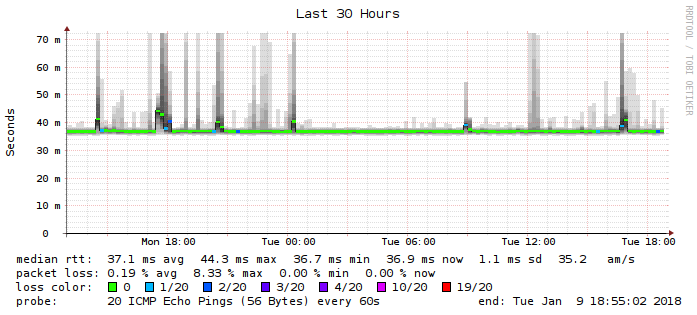 Last 30 Hours
RRDTOOL / TOBI OETIKER
Seconds
70 m
60 m
50 m
40 m
30 m
20 m
10 m
0
Mon 18:00 Tue 00:00 Tue 06:00 Tue 12:00 Tue 18:00
median rtt: 37.1 ms avg 44.3 ms max 36.7 ms min 36.9 ms now 1.1 ms sd 35.2 am/s
packet loss: 0.19 % avg 8.33 % max 0.00 % min 0.00 % now
loss color: 0 1/20 2/20 3/20 4/20 10/20 19/20
probe: 20 ICMP Echo Pings (56 Bytes) every 60s end: Tue Jan 9 18:55:02 2018